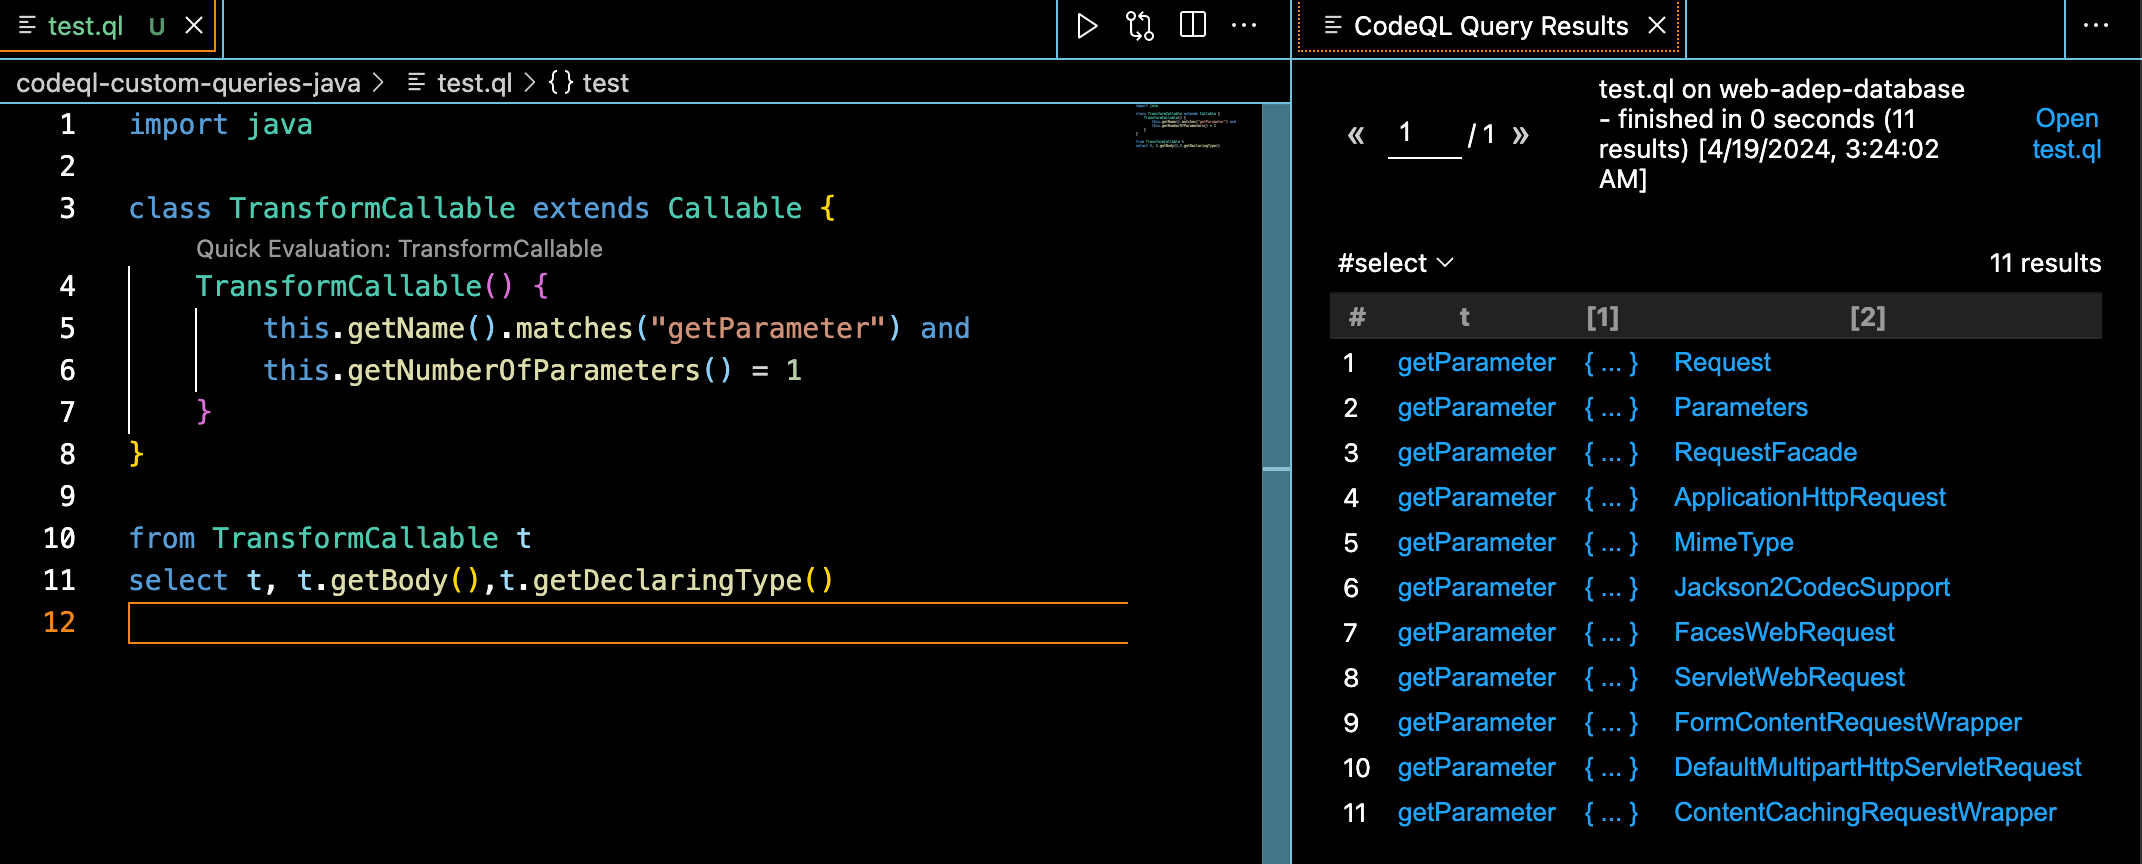 test.ql U
codeql-custom-queries-java > test.ql > {} test
1 import java
2
3 class TransformCallable extends Callable {
Quick Evaluation: TransformCallable
4 TransformCallable() {
5 this.getName().matches("getParameter") and
6 this.getNumberOfParameters() = 1
7 }
8 }
9
10 from TransformCallable t
11 select t, t.getBody(),t.getDeclaringType()
12
CodeQL Query Results
« 1 / 1 »
test.ql on web-adep-database
- finished in 0 seconds (11
results) [4/19/2024, 3:24:02
AM]
Open
test.ql
#select
11 results
# t [1] [2]
1 getParameter { ... } Request
2 getParameter { ... } Parameters
3 getParameter { ... } RequestFacade
4 getParameter { ... } ApplicationHttpRequest
5 getParameter { ... } MimeType
6 getParameter { ... } Jackson2CodecSupport
7 getParameter { ... } FacesWebRequest
8 getParameter { ... } ServletWebRequest
9 getParameter { ... } FormContentRequestWrapper
10 getParameter { ... } DefaultMultipartHttpServletRequest
11 getParameter { ... } ContentCachingRequestWrapper